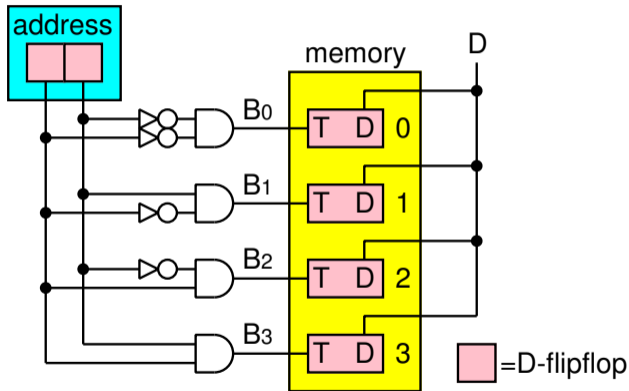 address
memory
D
B0
T D 0
B1
T D 1
B2
T D 2
B3
T D 3
=D-flipflop